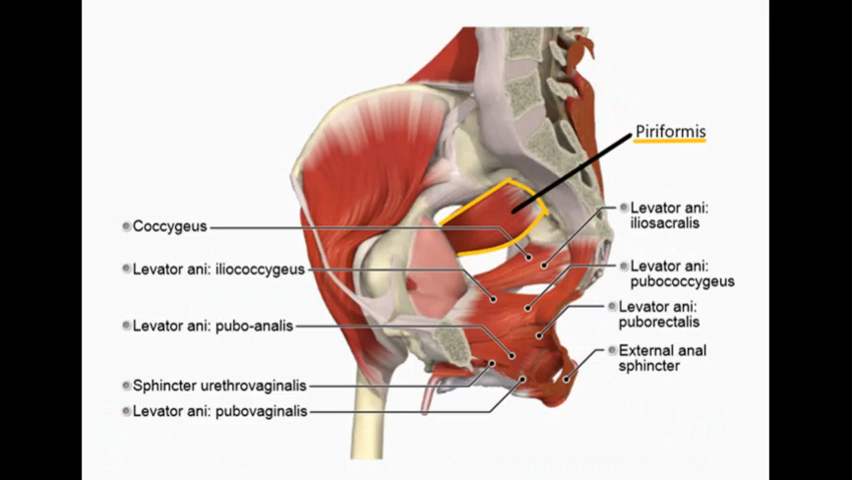 Piriformis
Coccygeus
Levator ani: iliococcygeus
Levator ani: pubo-analis
Sphincter urethrovaginalis
Levator ani: pubovaginalis
Levator ani:
iliosacralis
Levator ani:
pubococcygeus
Levator ani:
puborectalis
External anal
sphincter